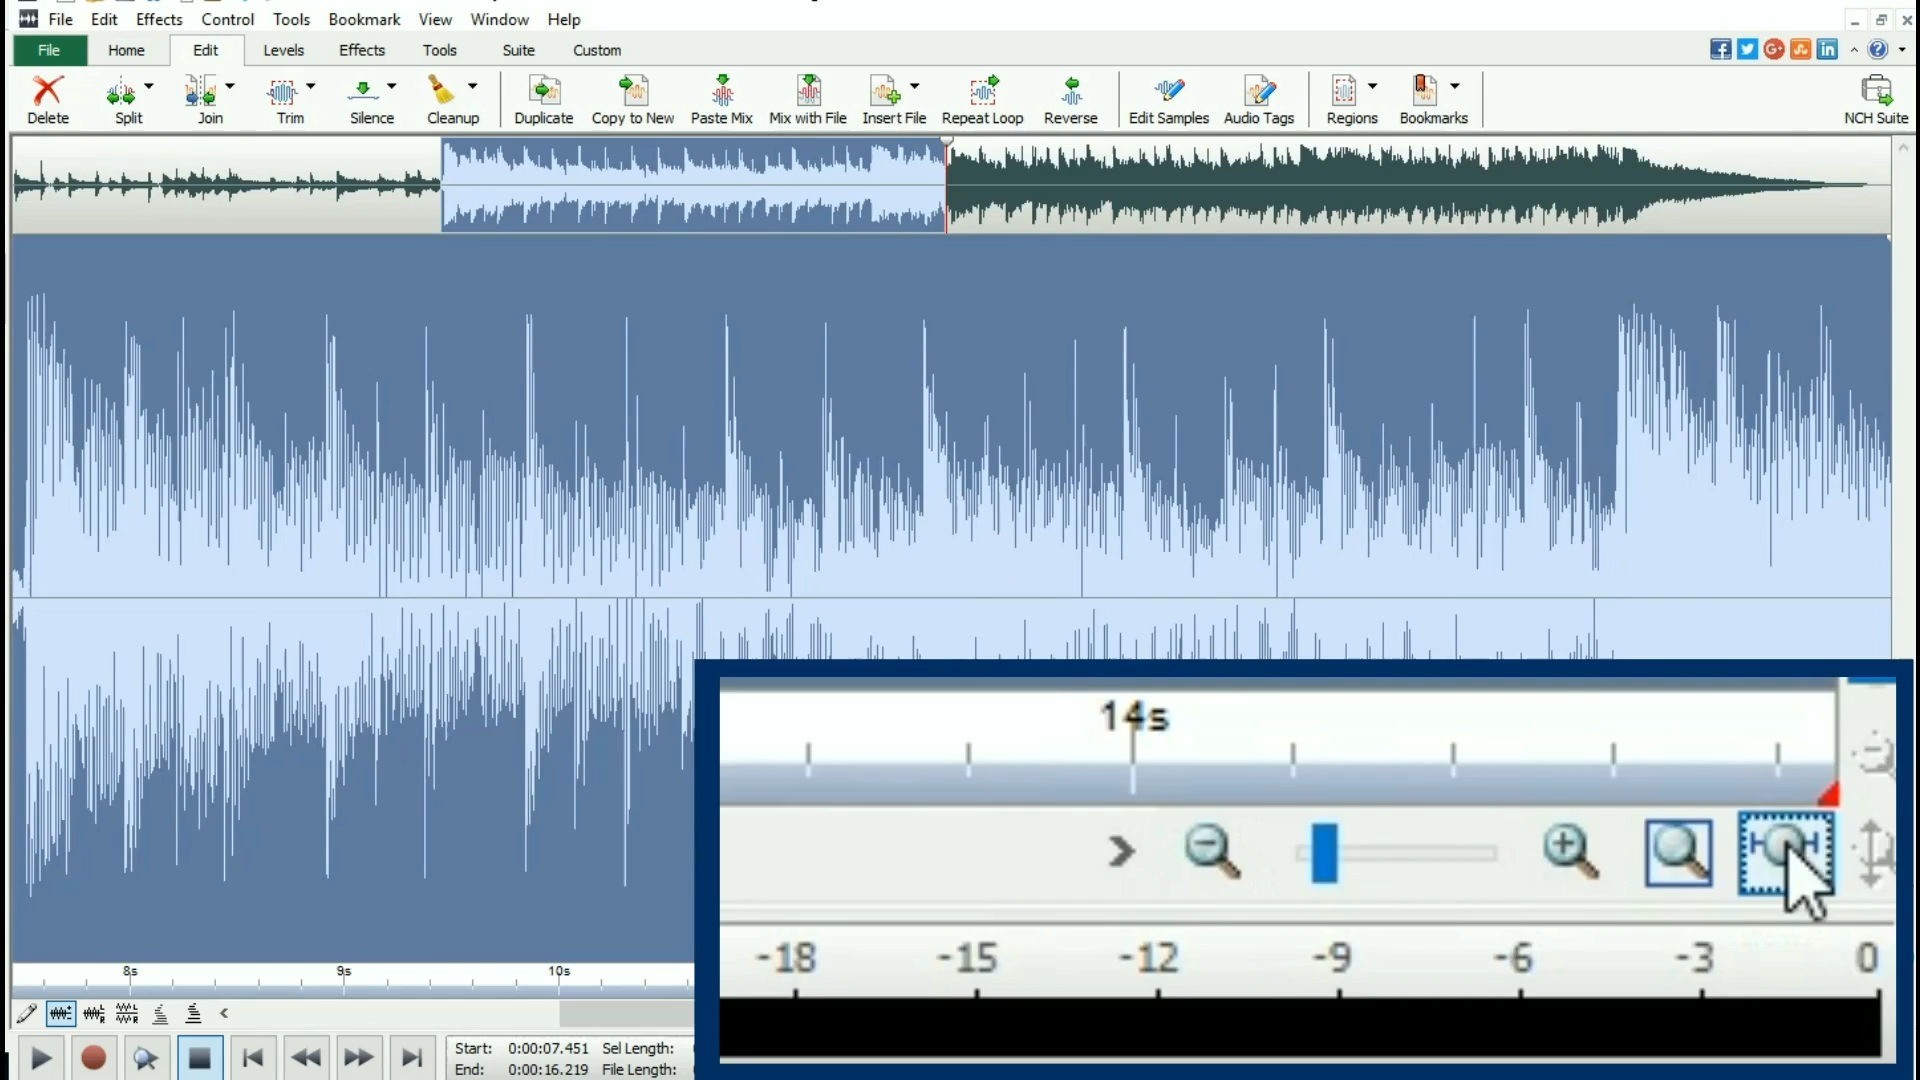 File Edit Effects Control Tools Bookmark View Window Help
File Home Edit Levels Effects Tools Suite Custom
Delete Split Join Trim Silence Cleanup Duplicate Copy to New Paste Mix Mix with File Insert File Repeat Loop Reverse Edit Samples Audio Tags Regions Bookmarks NCH Suite
14s
-18 -15 -12 -9 -6 -3 0
8s 9s 10s
Start: 0:00:07.451 Sel Length:
End: 0:00:16.219 File Length: